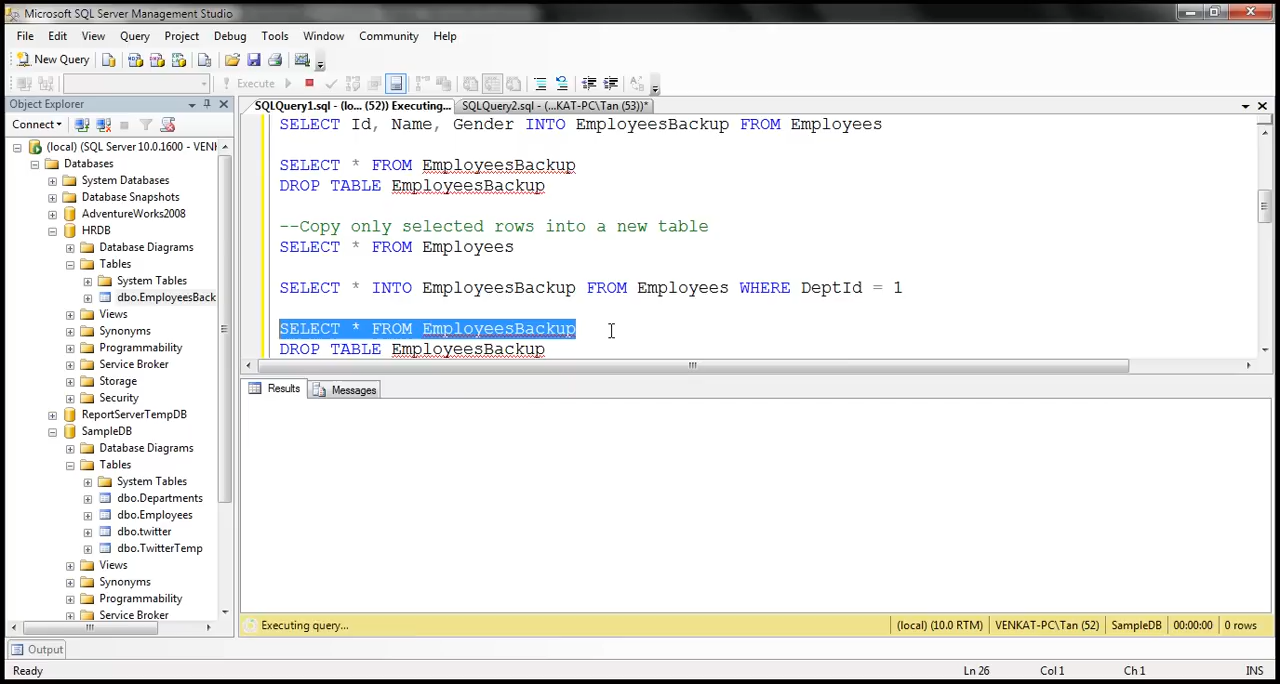 Microsoft SQL Server Management Studio
File Edit View Query Project Debug Tools Window Community Help
New Query
Execute
Object Explorer
SQLQuery1.sql - (lo... (52)) Executing...
SQLQuery2.sql - (...KAT-PC\Tan (53))*
Connect
(local) (SQL Server 10.0.1600 - VENK
Databases
System Databases
Database Snapshots
AdventureWorks2008
HRDB
Database Diagrams
Tables
System Tables
dbo.EmployeesBack
Views
Synonyms
Programmability
Service Broker
Storage
Security
ReportServerTempDB
SampleDB
Database Diagrams
Tables
System Tables
dbo.Departments
dbo.Employees
dbo.twitter
dbo.TwitterTemp
Views
Synonyms
Programmability
Service Broker
SELECT Id, Name, Gender INTO EmployeesBackup FROM Employees
SELECT * FROM EmployeesBackup
DROP TABLE EmployeesBackup
--Copy only selected rows into a new table
SELECT * FROM Employees
SELECT * INTO EmployeesBackup FROM Employees WHERE DeptId = 1
SELECT * FROM EmployeesBackup
DROP TABLE EmployeesBackup
Results Messages
Executing query...
(local) (10.0 RTM) VENKAT-PC\Tan (52) SampleDB 00:00:00 0 rows
Output
Ready Ln 26 Col 1 Ch 1 INS